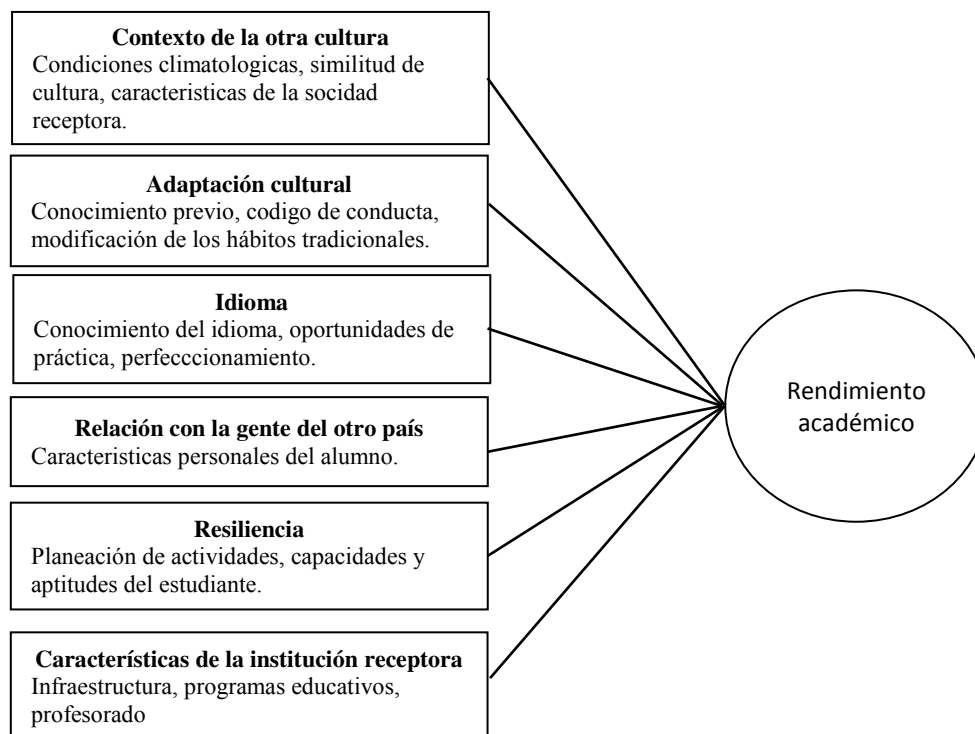 Contexto de la otra cultura
Condiciones climatologicas, similitud de
cultura, caracteristicas de la socidad
receptora.
Adaptación cultural
Conocimiento previo, codigo de conducta,
modificación de los hábitos tradicionales.
Idioma
Conocimiento del idioma, oportunidades de
práctica, perfecccionamiento.
Relación con la gente del otro país
Caracteristicas personales del alumno.
Resiliencia
Planeación de actividades, capacidades y
aptitudes del estudiante.
Características de la institución receptora
Infraestructura, programas educativos,
profesorado
Rendimiento
académico